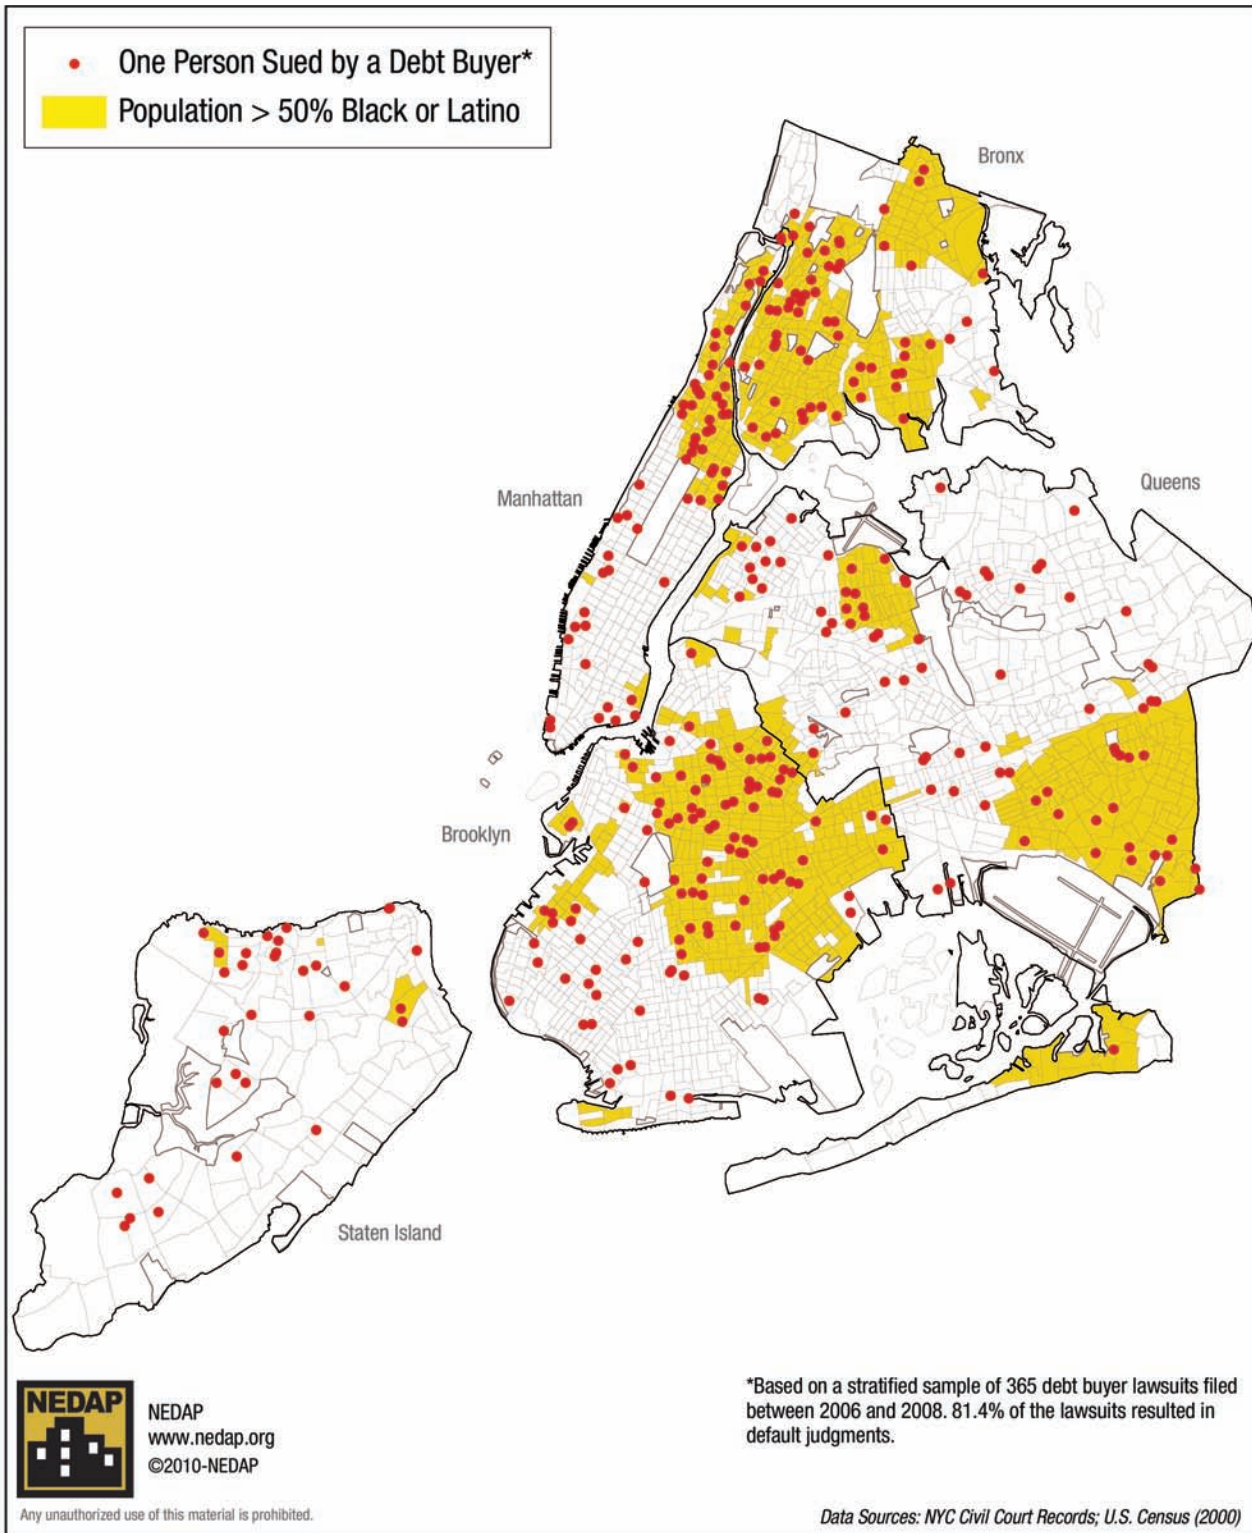 One Person Sued by a Debt Buyer*
Population > 50% Black or Latino
Bronx
Manhattan
Queens
Brooklyn
Staten Island
NEDAP
NEDAP
www.nedap.org
©2010-NEDAP
*Based on a stratified sample of 365 debt buyer lawsuits filed
between 2006 and 2008. 81.4% of the lawsuits resulted in
default judgments.
Any unauthorized use of this material is prohibited.
Data Sources: NYC Civil Court Records; U.S. Census (2000)